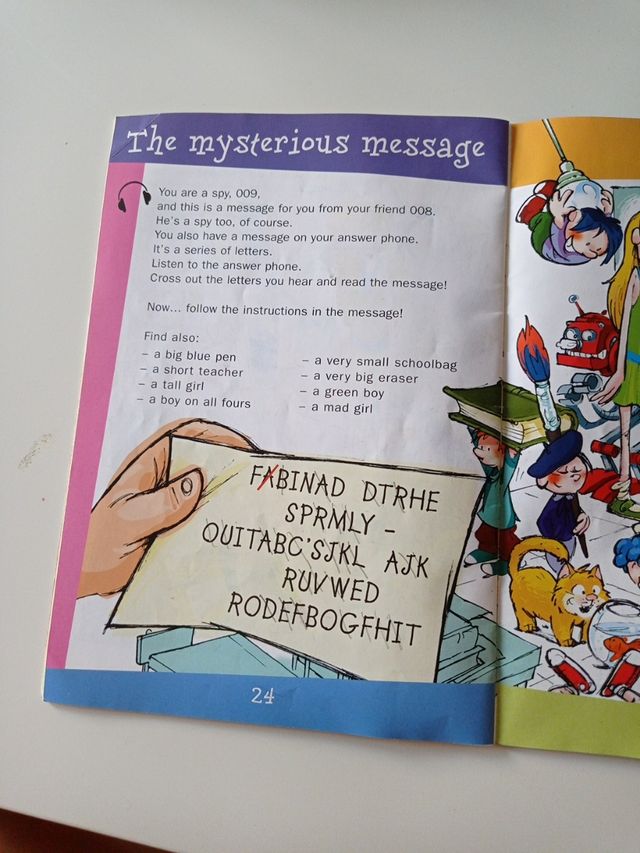 The mysterious message
You are a spy, 009,
and this is a message for you from your friend 008.
He's a spy too, of course.
You also have a message on your answer phone.
It's a series of letters.
Listen to the answer phone.
Cross out the letters you hear and read the message!
Now... follow the instructions in the message!
Find also:
– a big blue pen
– a short teacher
– a tall girl
– a boy on all fours
– a very small schoolbag
– a very big eraser
– a green boy
– a mad girl
FABINAD DTRHE
SPRMLY –
OUITABC'SJKL AJK
RUVWED
RODEFBOGFHIT
24